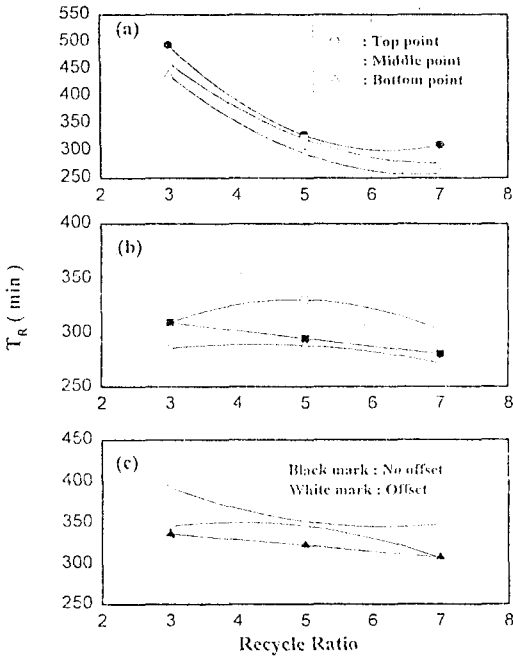 550
(a)
500
: Top point
450
: Middle point
400
: Bottom point
350
300
250
2 3 4 5 6 7 8
400
(b)
350
T_R ( min )
300
250
2 3 4 5 6 7 8
450
(c)
Black mark : No offset
400
White mark : Offset
350
300
250
2 3 4 5 6 7 8
Recycle Ratio